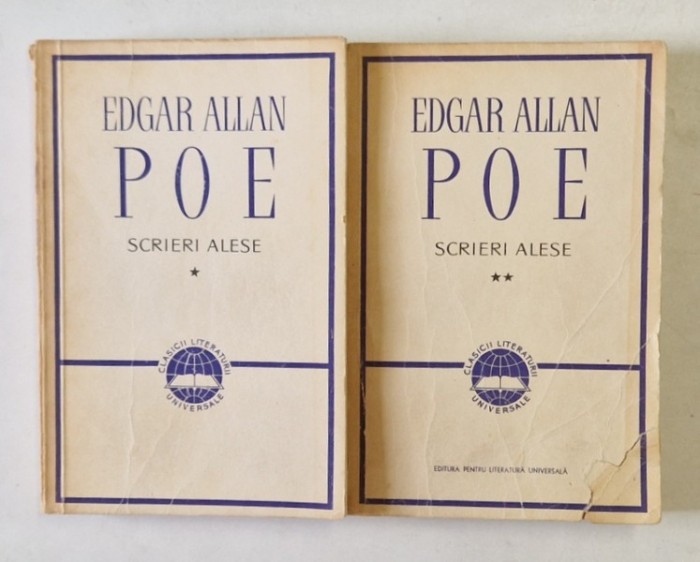 EDGAR ALLAN
POE
SCRIERI ALESE
★
CLASICII LITERATURII
UNIVERSALE
EDGAR ALLAN
POE
SCRIERI ALESE
★★
CLASICII LITERATURII
UNIVERSALE
EDITURA PENTRU LITERATURĂ UNIVERSALĂ